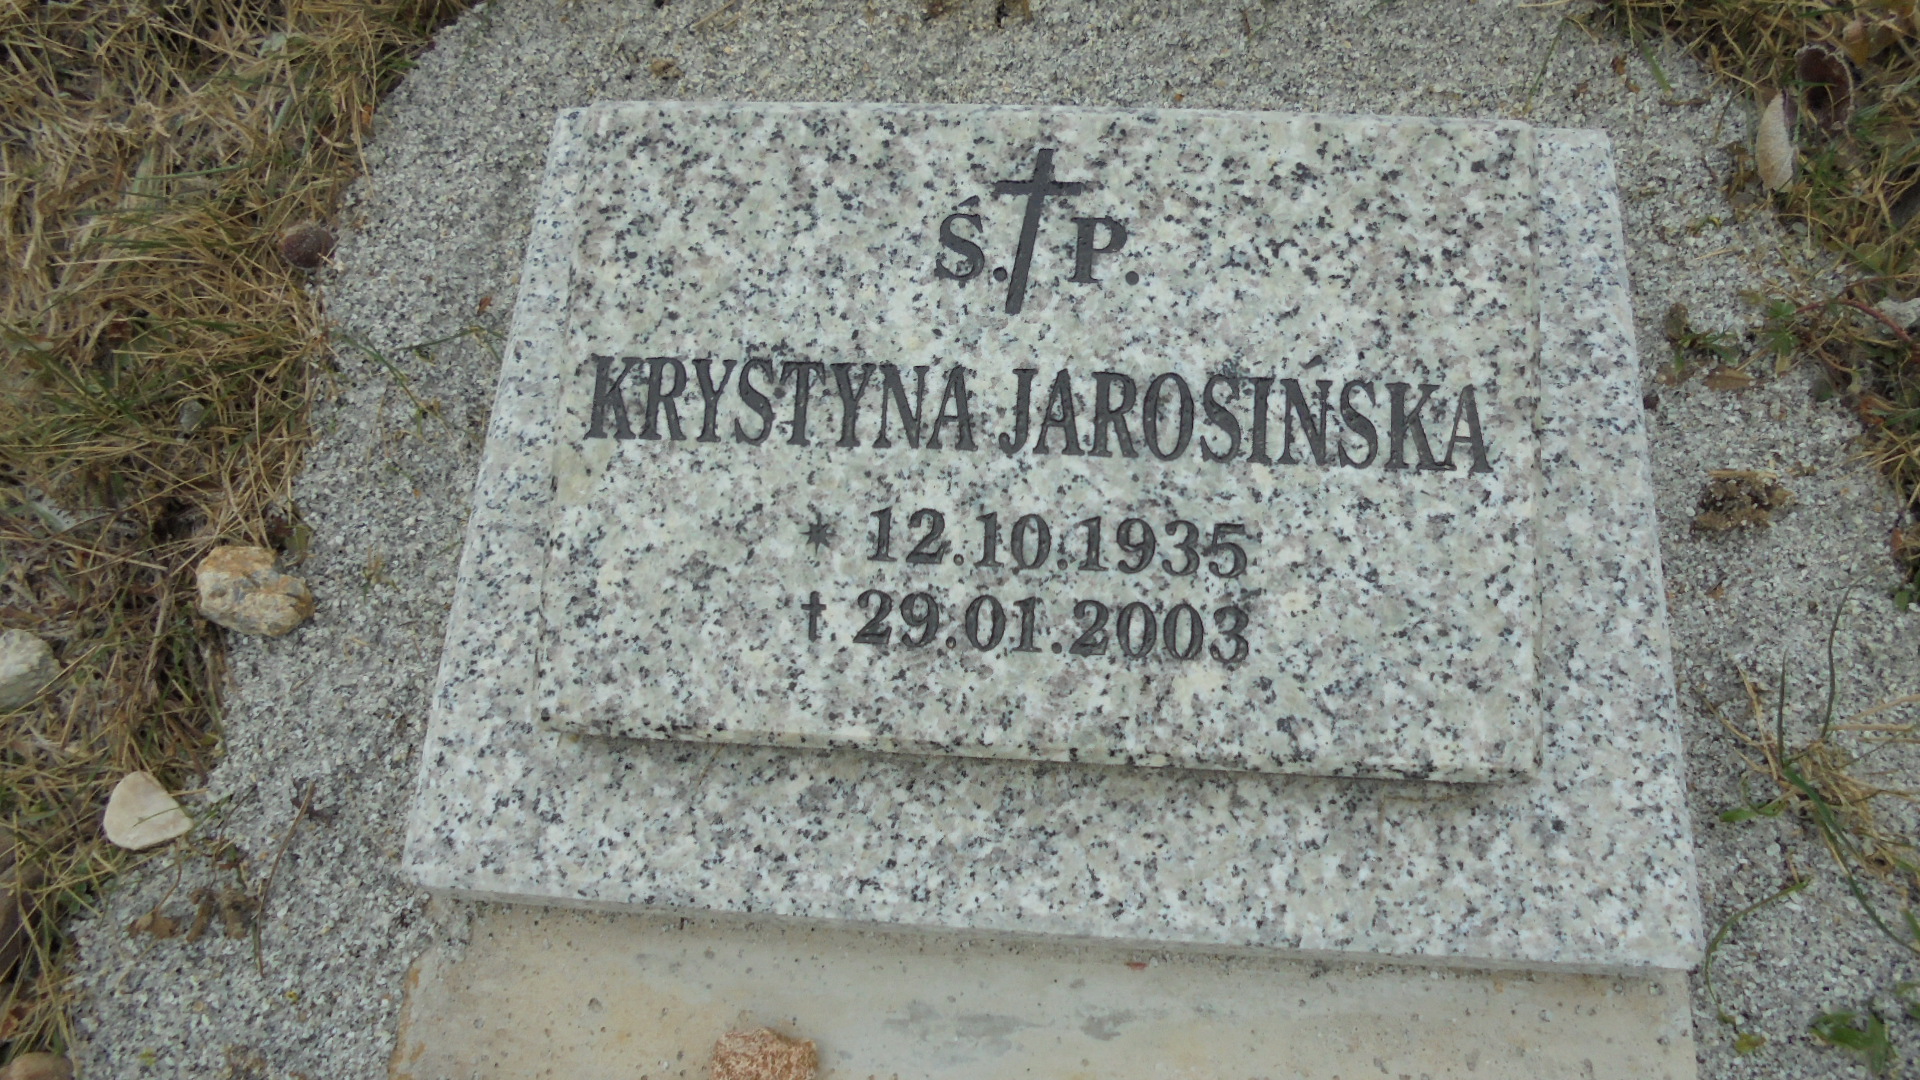 Ś.†P.
KRYSTYNA JAROSIŃSKA
* 12.10.1935
† 29.01.2003